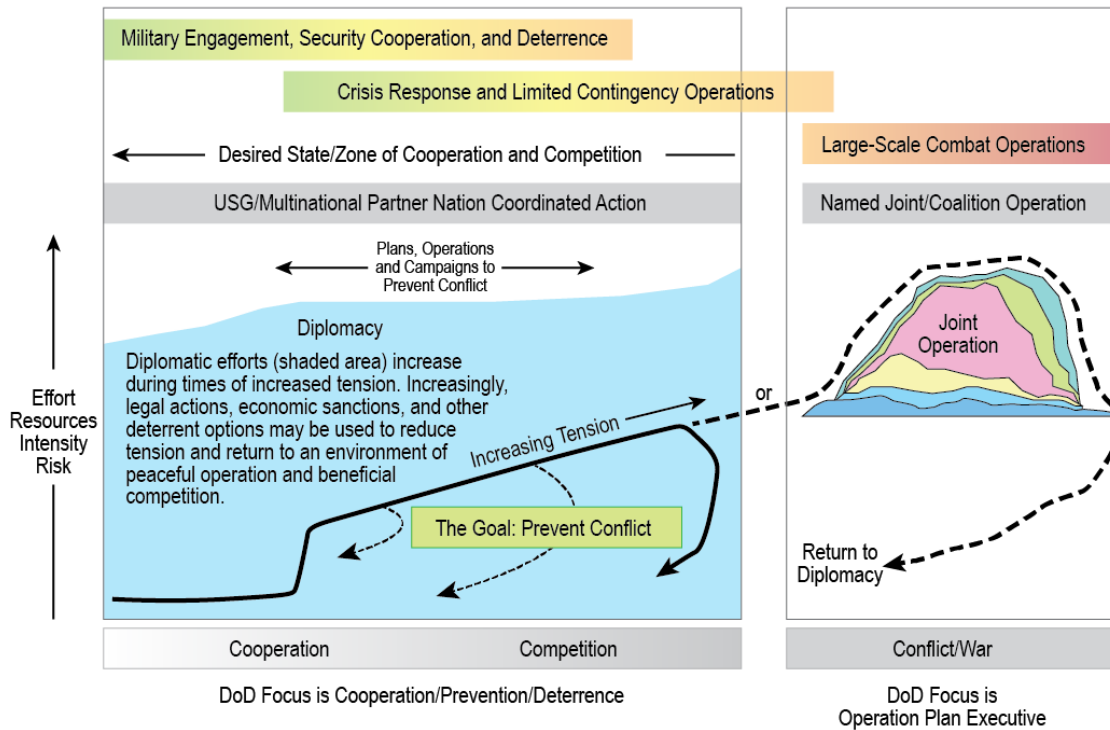 Military Engagement, Security Cooperation, and Deterrence
Crisis Response and Limited Contingency Operations
Large-Scale Combat Operations
Desired State/Zone of Cooperation and Competition
USG/Multinational Partner Nation Coordinated Action
Named Joint/Coalition Operation
Plans, Operations
and Campaigns to
Prevent Conflict
Diplomacy
Diplomatic efforts (shaded area) increase
during times of increased tension. Increasingly,
legal actions, economic sanctions, and other
deterrent options may be used to reduce
tension and return to an environment of
peaceful operation and beneficial
competition.
Effort
Resources
Intensity
Risk
Increasing Tension
or
Joint
Operation
The Goal: Prevent Conflict
Return to
Diplomacy
Cooperation
Competition
Conflict/War
DoD Focus is Cooperation/Prevention/Deterrence
DoD Focus is
Operation Plan Executive